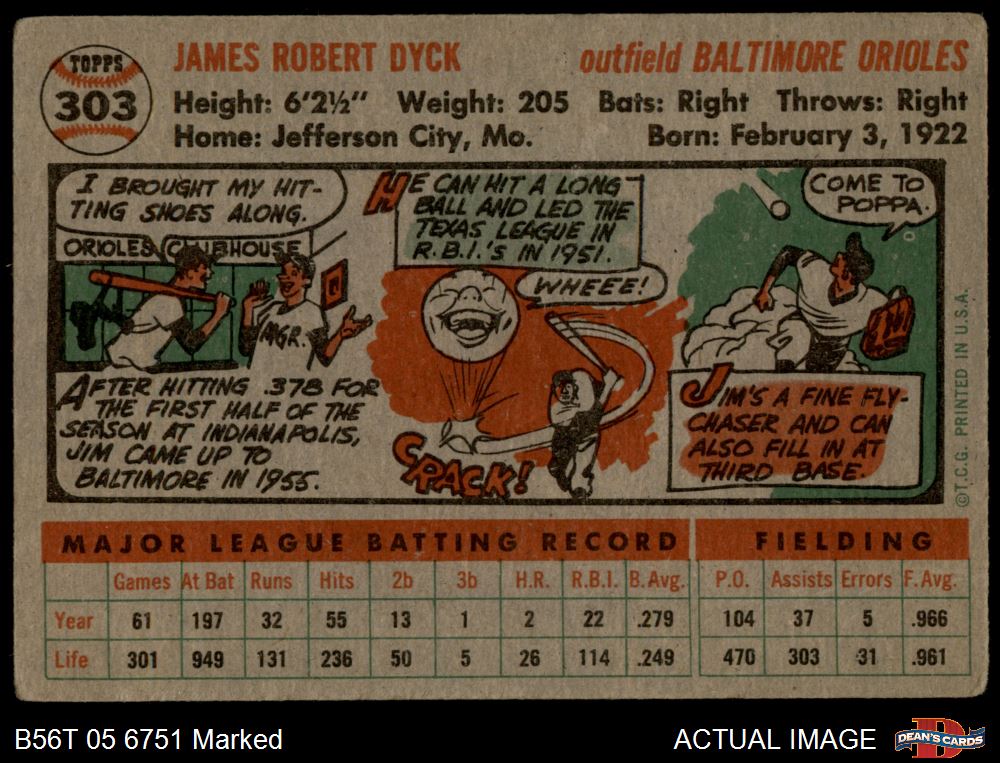 TOPPS
303
JAMES ROBERT DYCK
outfield BALTIMORE ORIOLES
Height: 6'2½" Weight: 205 Bats: Right Throws: Right
Home: Jefferson City, Mo. Born: February 3, 1922
I BROUGHT MY HIT-
TING SHOES ALONG.
ORIOLES CLUBHOUSE
MGR.
AFTER HITTING .378 FOR
THE FIRST HALF OF THE
SEASON AT INDIANAPOLIS,
JIM CAME UP TO
BALTIMORE IN 1955.
HE CAN HIT A LONG
BALL AND LED THE
TEXAS LEAGUE IN
R.B.I.'S IN 1951.
WHEEE!
CRACK!
COME TO
POPPA.
JIM'S A FINE FLY-
CHASER AND CAN
ALSO FILL IN AT
THIRD BASE.
©T.C.G. PRINTED IN U.S.A.
MAJOR LEAGUE BATTING RECORD FIELDING
Games At Bat Runs Hits 2b 3b H.R. R.B.I. B.Avg. P.O. Assists Errors F.Avg.
Year 61 197 32 55 13 1 2 22 .279 104 37 5 .966
Life 301 949 131 236 50 5 26 114 .249 470 303 31 .961
B56T 05 6751 Marked
ACTUAL IMAGE
DEAN'S CARDS